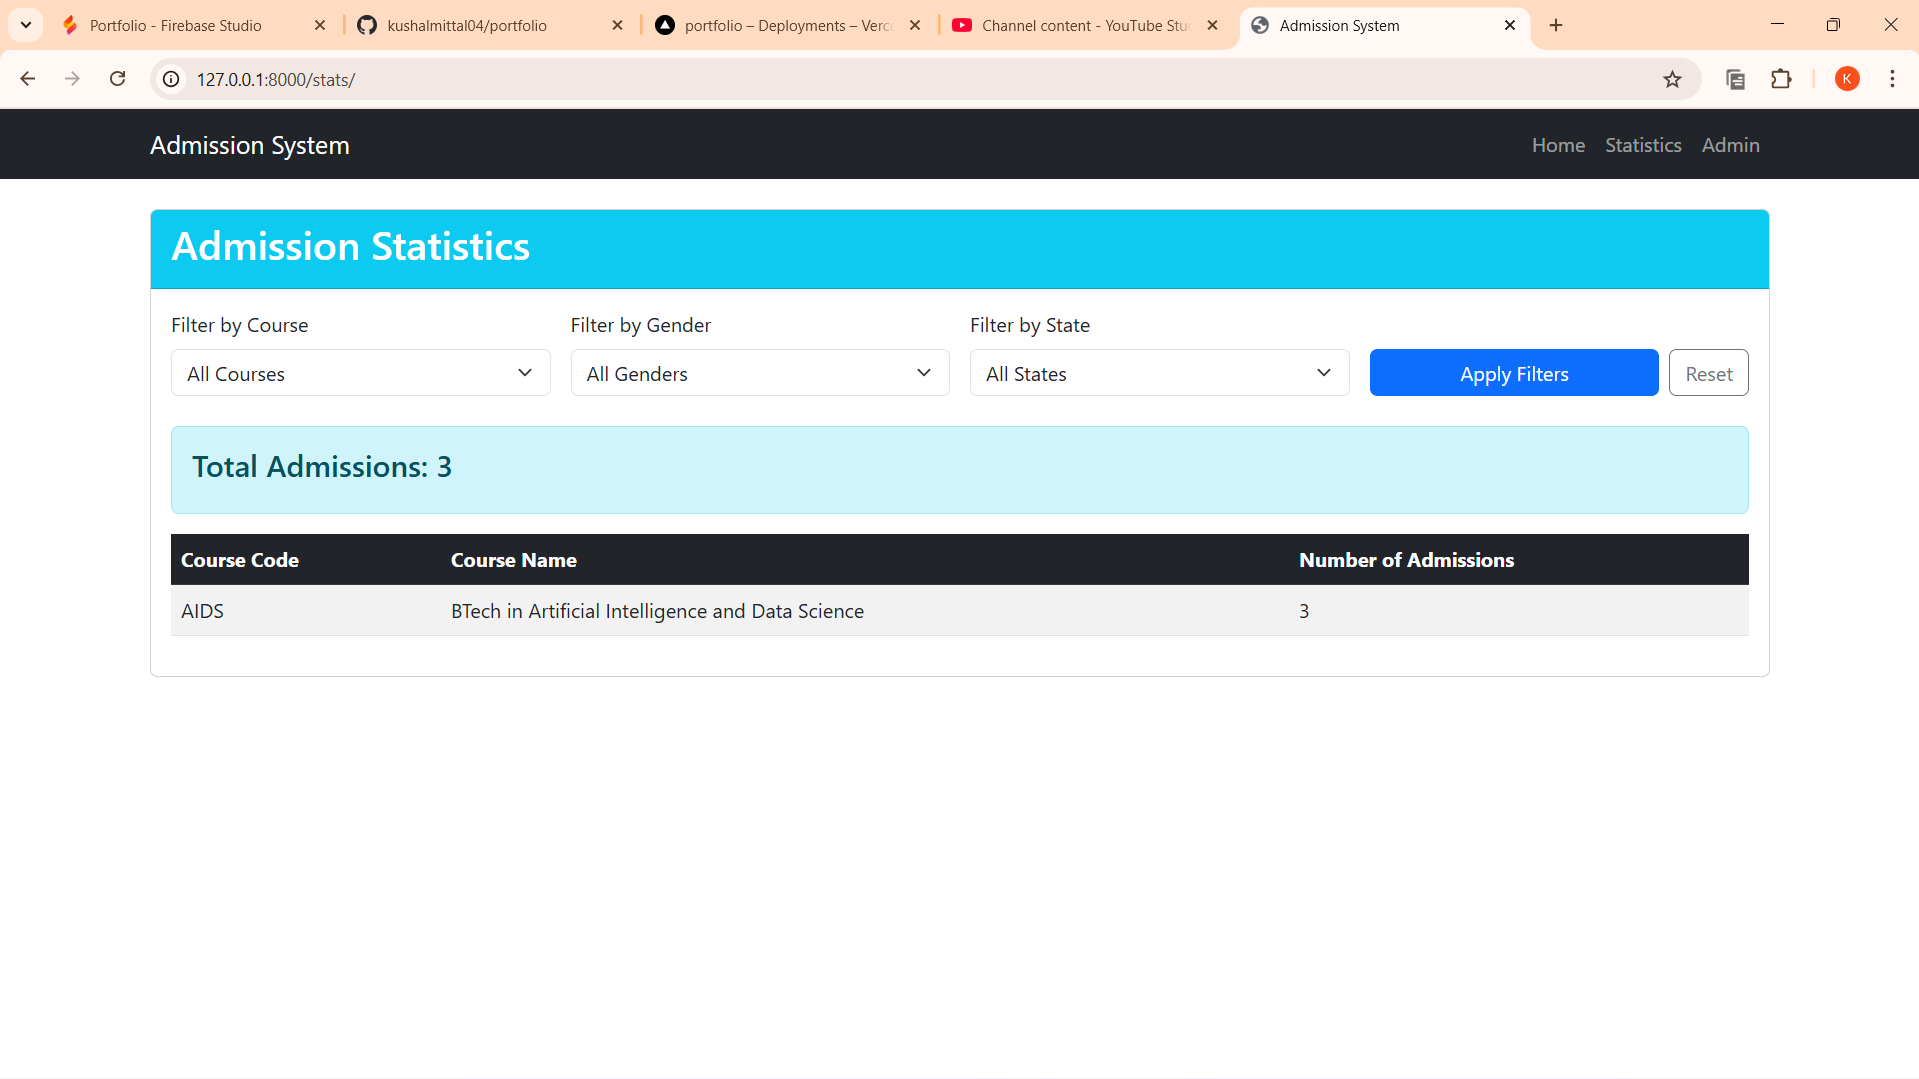 Portfolio - Firebase Studio
kushalmittal04/portfolio
portfolio – Deployments – Verce
Channel content - YouTube Stu
Admission System
127.0.0.1:8000/stats/
K
Admission System
Home Statistics Admin
Admission Statistics
Filter by Course Filter by Gender Filter by State
All Courses All Genders All States Apply Filters Reset
Total Admissions: 3
Course Code Course Name Number of Admissions
AIDS BTech in Artificial Intelligence and Data Science 3